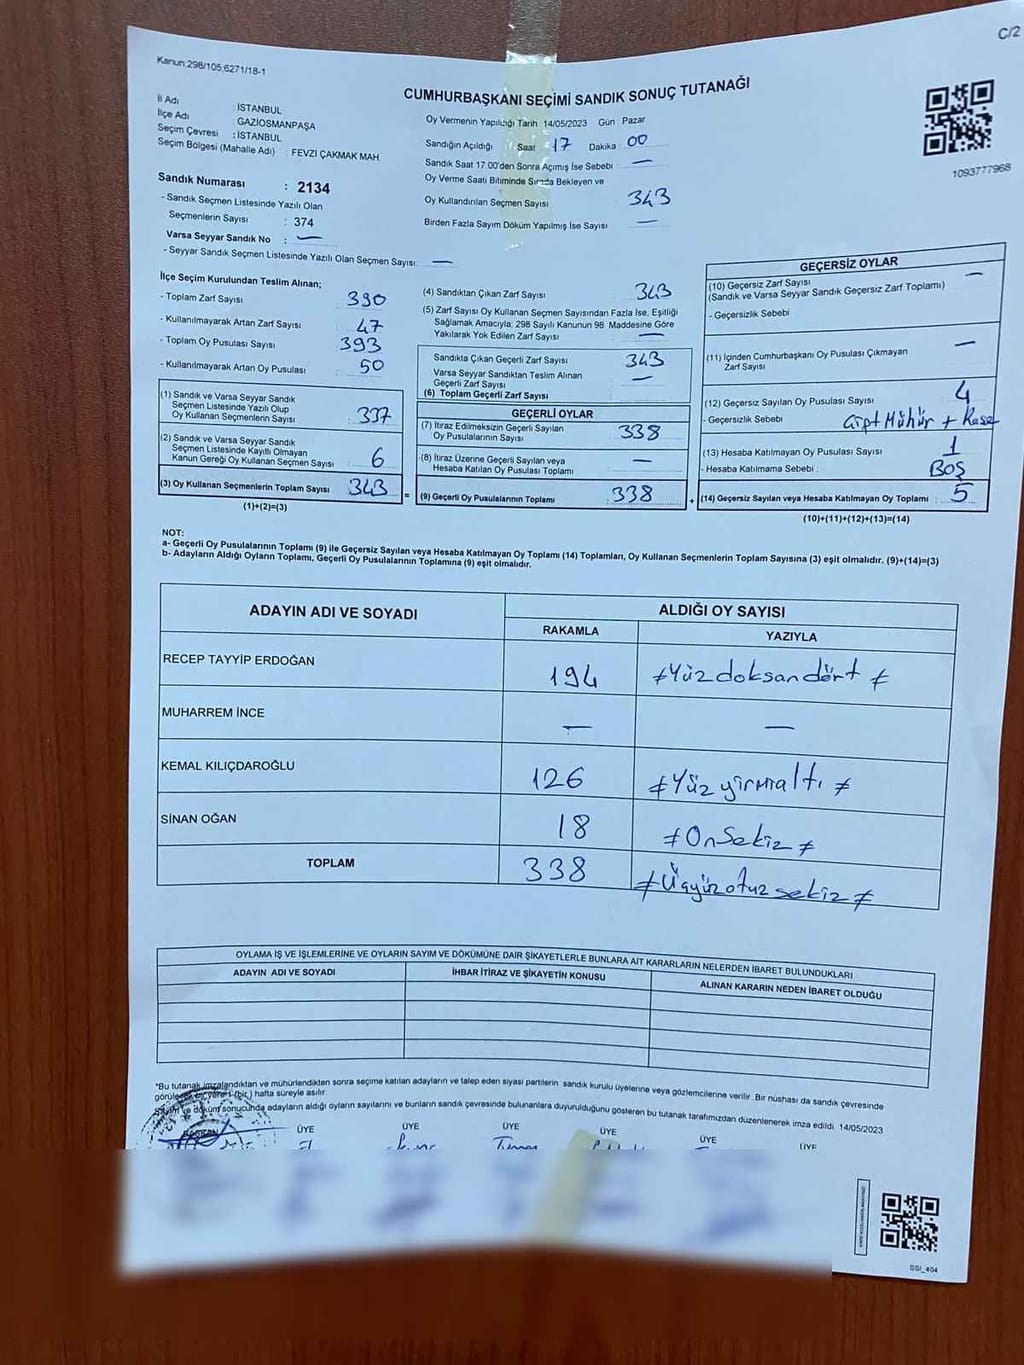 C/2
Kanun;298/105,6271/18-1
CUMHURBAŞKANI SEÇİMİ SANDIK SONUÇ TUTANAĞI
İl Adı : İSTANBUL
İlçe Adı : GAZİOSMANPAŞA
Seçim Çevresi : İSTANBUL
Seçim Bölgesi (Mahalle Adı) : FEVZİ ÇAKMAK MAH
Sandık Numarası : 2134
- Sandık Seçmen Listesinde Yazılı Olan
Seçmenlerin Sayısı : 374
Varsa Seyyar Sandık No : —
- Seyyar Sandık Seçmen Listesinde Yazılı Olan Seçmen Sayısı: —
Oy Vermenin Yapıldığı Tarih :14/05/2023 Gün Pazar
Sandığın Açıldığı : Saat : 17 Dakika : 00
Sandık Saat 17:00'den Sonra Açımış İse Sebebi —
Oy Verme Saati Bitiminde Sırada Bekleyen ve
Oy Kullandırılan Seçmen Sayısı 343
Birden Fazla Sayım Döküm Yapılmış İse Sayısı —
1093777968
İlçe Seçim Kurulundan Teslim Alınan;
- Toplam Zarf Sayısı 390
- Kullanılmayarak Artan Zarf Sayısı 47
- Toplam Oy Pusulası Sayısı 393
- Kullanılmayarak Artan Oy Pusulası 50
(1) Sandık ve Varsa Seyyar Sandık
Seçmen Listesinde Yazılı Olup
Oy Kullanan Seçmenlerin Sayısı 337
(2) Sandık ve Varsa Seyyar Sandık
Seçmen Listesinde Kayıtlı Olmayan
Kanun Gereği Oy Kullanan Seçmen Sayısı 6
(3) Oy Kullanan Seçmenlerin Toplam Sayısı 343
(1)+(2)=(3)
(4) Sandıktan Çıkan Zarf Sayısı 343
(5) Zarf Sayısı Oy Kullanan Seçmen Sayısından Fazla İse, Eşitliği
Sağlamak Amacıyla; 298 Sayılı Kanunun 98. Maddesine Göre
Yakılarak Yok Edilen Zarf Sayısı —
Sandıkta Çıkan Geçerli Zarf Sayısı 343
Varsa Seyyar Sandıktan Teslim Alınan
Geçerli Zarf Sayısı —
(6) Toplam Geçerli Zarf Sayısı
GEÇERLİ OYLAR
(7) İtiraz Edilmeksizin Geçerli Sayılan
Oy Pusulalarının Sayısı 338
(8) İtiraz Üzerine Geçerli Sayılan veya
Hesaba Katılan Oy Pusulası Toplamı —
= (9) Geçerli Oy Pusulalarının Toplamı : 338 +
GEÇERSİZ OYLAR
(10) Geçersiz Zarf Sayısı —
(Sandık ve Varsa Seyyar Sandık Geçersiz Zarf Toplamı)
- Geçersizlik Sebebi
(11) İçinden Cumhurbaşkanı Oy Pusulası Çıkmayan —
Zarf Sayısı
(12) Geçersiz Sayılan Oy Pusulası Sayısı 4
- Geçersizlik Sebebi
(13) Hesaba Katılmayan Oy Pusulası Sayısı 1
- Hesaba Katılmama Sebebi : BOŞ
(14) Geçersiz Sayılan veya Hesaba Katılmayan Oy Toplamı : 5
(10)+(11)+(12)+(13)=(14)
NOT:
a- Geçerli Oy Pusulalarının Toplamı (9) ile Geçersiz Sayılan veya Hesaba Katılmayan Oy Toplamı (14) Toplamları, Oy Kullanan Seçmenlerin Toplam Sayısına (3) eşit olmalıdır. (9)+(14)=(3)
b- Adayların Aldığı Oyların Toplamı, Geçerli Oy Pusulalarının Toplamına (9) eşit olmalıdır.
ADAYIN ADI VE SOYADI ALDIĞI OY SAYISI
RAKAMLA YAZIYLA
RECEP TAYYİP ERDOĞAN 194 ≠Yüzdoksandört≠
MUHARREM İNCE — —
KEMAL KILIÇDAROĞLU 126 ≠Yüzyirmialtı≠
SİNAN OĞAN 18 ≠OnSekiz≠
TOPLAM 338 ≠Üçyüzotuzsekiz≠
OYLAMA İŞ VE İŞLEMLERİNE VE OYLARIN SAYIM VE DÖKÜMÜNE DAİR ŞİKAYETLERLE BUNLARA AİT KARARLARIN NELERDEN İBARET BULUNDUKLARI
ADAYIN ADI VE SOYADI İHBAR İTİRAZ VE ŞİKAYETİN KONUSU ALINAN KARARIN NEDEN İBARET OLDUĞU
*Bu tutanak imzalandıktan ve mühürlendikten sonra seçime katılan adayların ve talep eden siyasi partilerin sandık kurulu üyelerine veya gözlemcilerine verilir. Bir nüshası da sandık çevresinde
görülecek bir yere 1 (bir) hafta süreyle asılır.
Sayım ve döküm sonucunda adayların aldığı oyların sayılarını ve bunların sandık çevresinde bulunanlara duyurulduğunu gösteren bu tutanak tarafımızdan düzenlenerek imza edildi. 14/05/2023
BAŞKAN ÜYE ÜYE ÜYE ÜYE ÜYE ÜYE
SSI_404